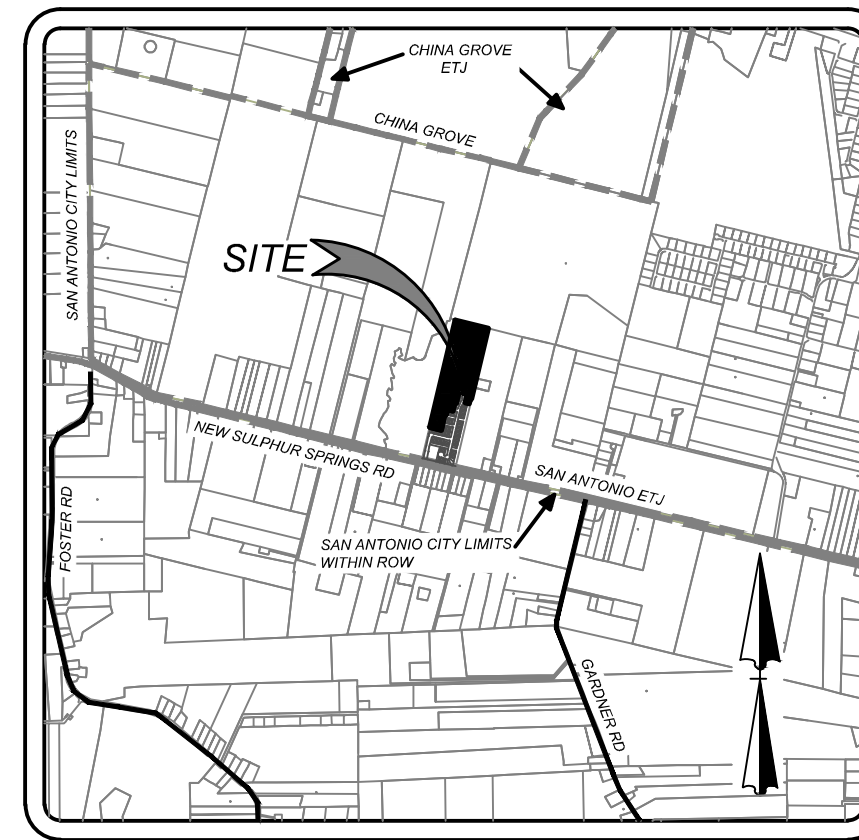 CHINA GROVE
ETJ
CHINA GROVE
SAN ANTONIO CITY LIMITS
SITE
NEW SULPHUR SPRINGS RD
SAN ANTONIO ETJ
SAN ANTONIO CITY LIMITS
WITHIN ROW
FOSTER RD
GARDNER RD